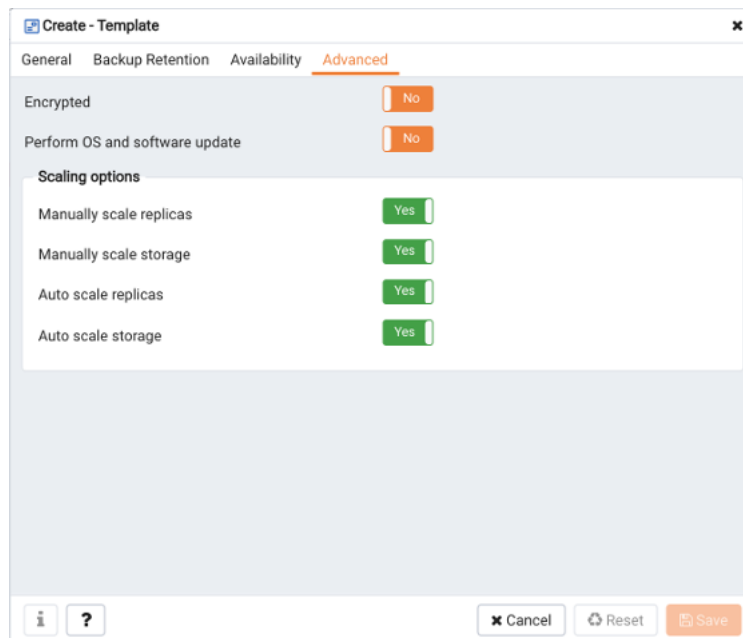 Create - Template
General Backup Retention Availability Advanced
Encrypted No
Perform OS and software update No
Scaling options
Manually scale replicas Yes
Manually scale storage Yes
Auto scale replicas Yes
Auto scale storage Yes
i ? Cancel Reset Save